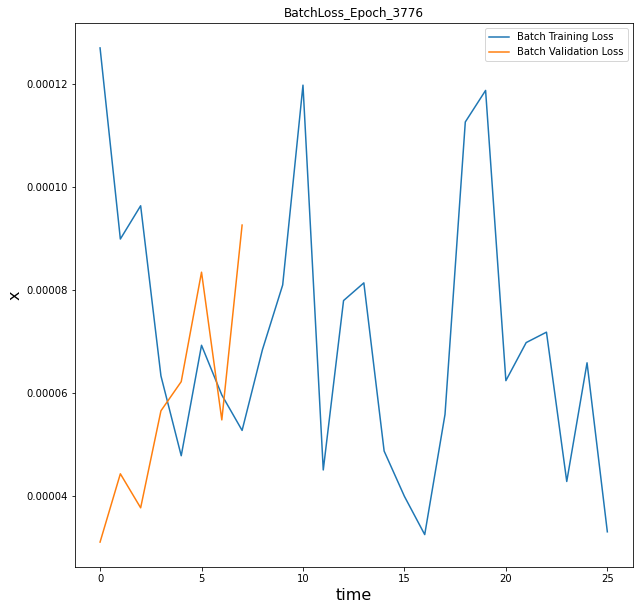 BatchLoss_Epoch_3776
Batch Training Loss
Batch Validation Loss
0.00012
0.00010
0.00008
0.00006
0.00004
x
0 5 10 15 20 25
time